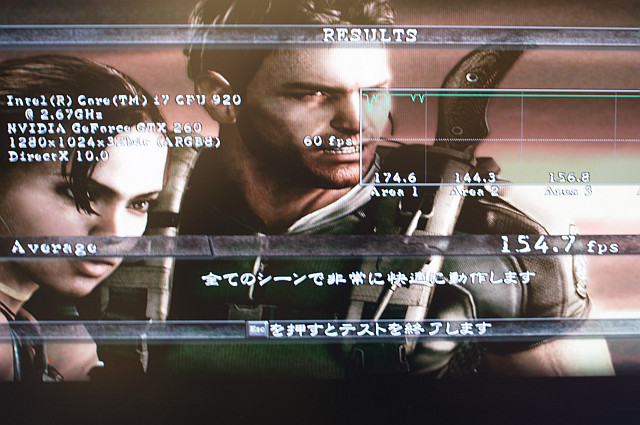 RESULTS
Intel(R) Core(TM) i7 CPU 920
@ 2.67GHz
NVIDIA GeForce GTX 260
1280x1024x32bit (ARGB8)
DirectX 10.0
60 fps
174.6 144.3 156.8
Area 1 Area 2 Area 3
Average 154.7 fps
全てのシーンで非常に快適に動作します
Esc を押すとテストを終了します